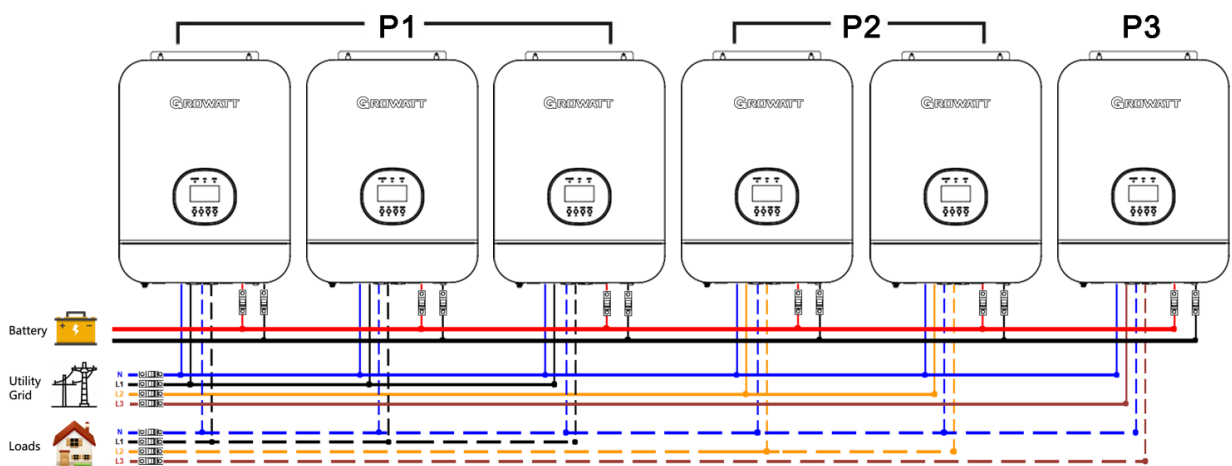 P1 P2 P3
GROWATT GROWATT GROWATT GROWATT GROWATT GROWATT
Battery
Utility
Grid
N
L1
L2
L3
Loads
N
L1
L2
L3